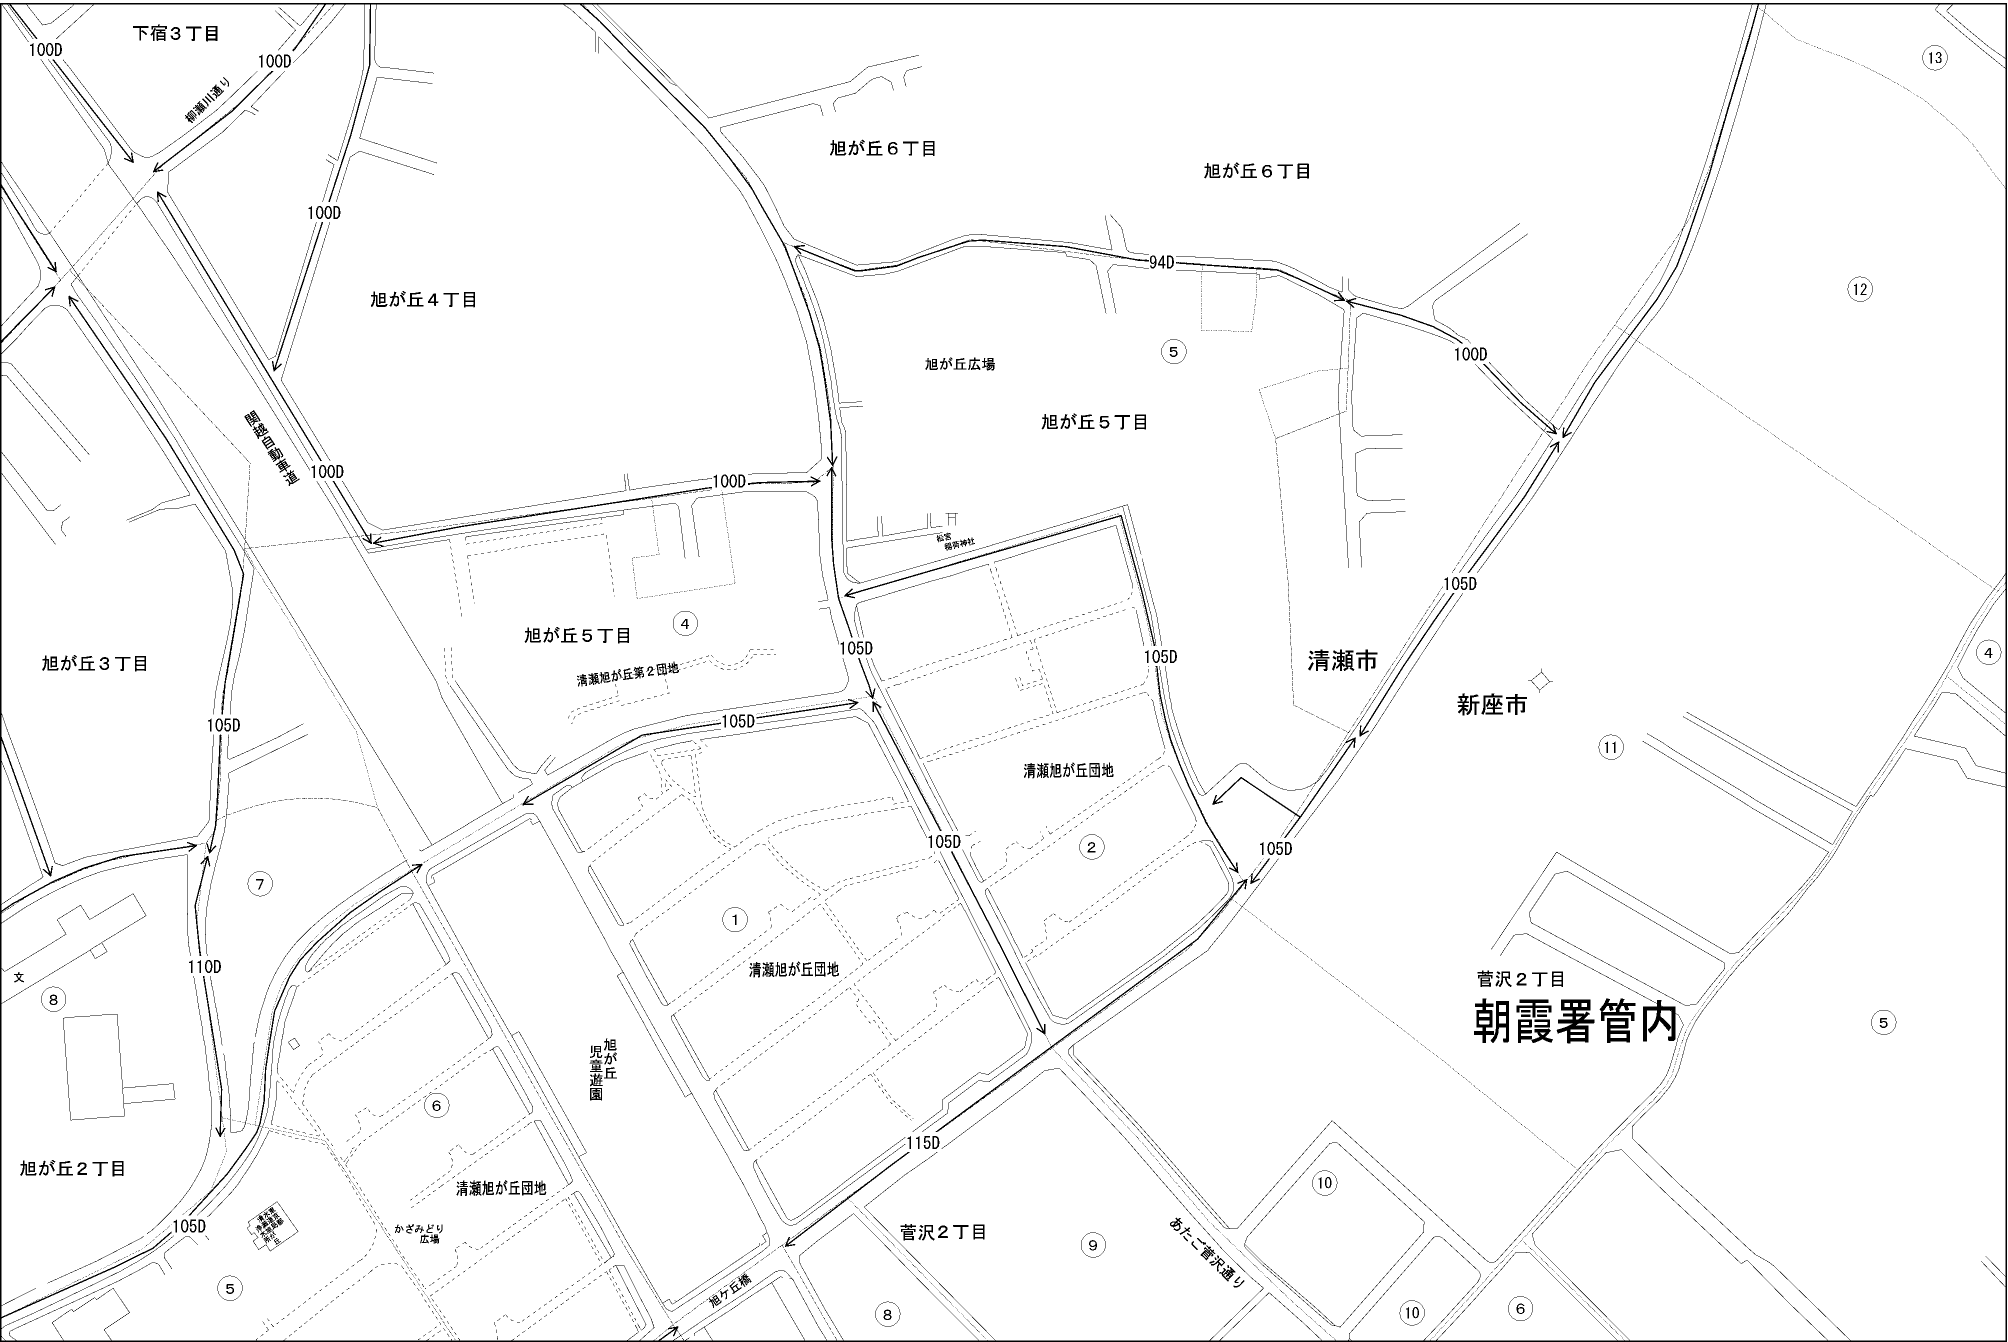 下宿３丁目
100D
100D
13
柳瀬川通り
旭が丘６丁目
旭が丘６丁目
100D
94D
12
旭が丘４丁目
5
100D
旭が丘広場
旭が丘５丁目
関越自動車道
100D
100D
松宮
稲荷神社
105D
4
旭が丘５丁目
105D
105D
清瀬市
4
旭が丘３丁目
清瀬旭が丘第２団地
新座市
105D
105D
11
清瀬旭が丘団地
105D
2
105D
7
1
110D
清瀬旭が丘団地
文
8
菅沢２丁目
朝霞署管内
5
旭が丘
児童遊園
6
115D
旭が丘２丁目
清瀬旭が丘団地
10
105D
かざみどり
広場
菅沢２丁目
9
あたご菅沢通り
5
旭ケ丘橋
8
10
6